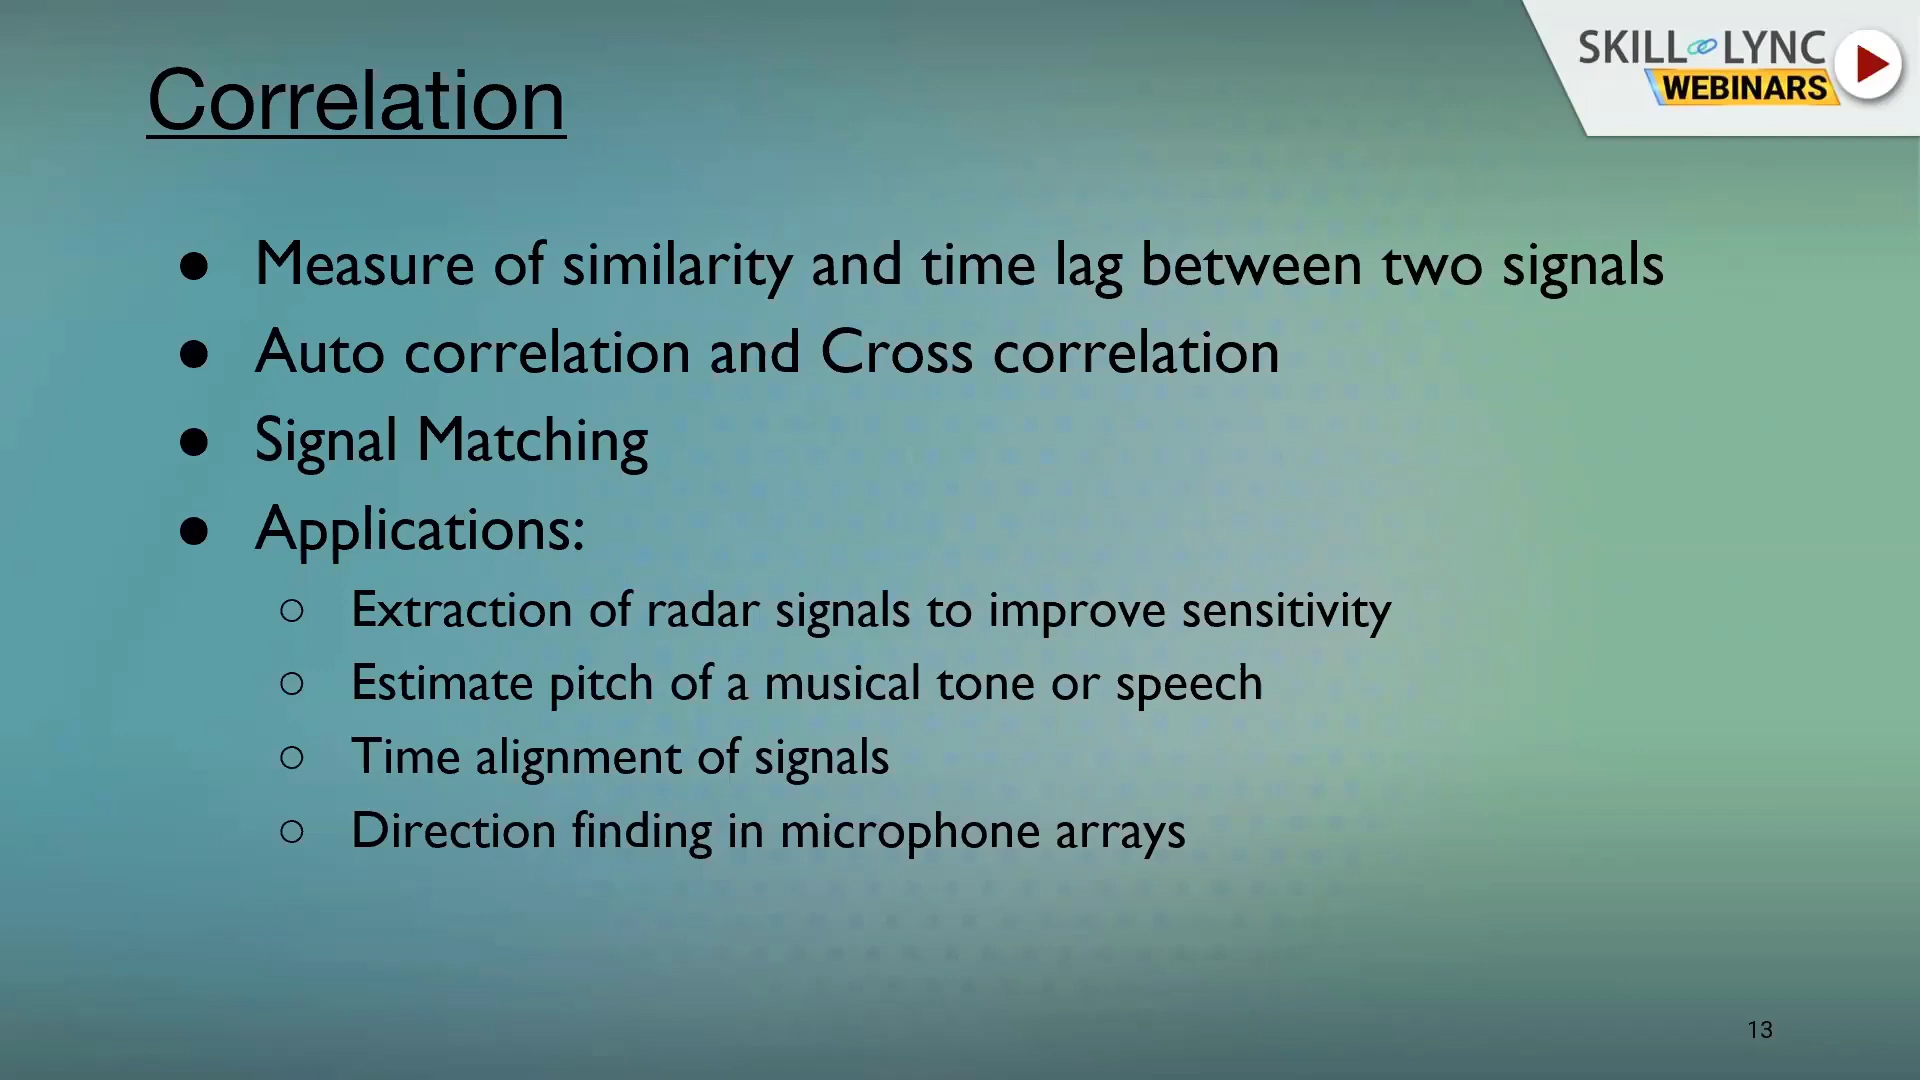 Correlation
SKILL LYNC
WEBINARS
● Measure of similarity and time lag between two signals
● Auto correlation and Cross correlation
● Signal Matching
● Applications:
○ Extraction of radar signals to improve sensitivity
○ Estimate pitch of a musical tone or speech
○ Time alignment of signals
○ Direction finding in microphone arrays
13